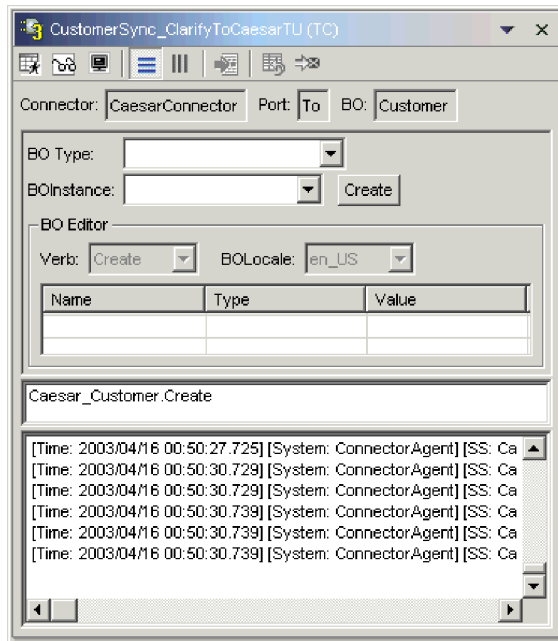 CustomerSync_ClarifyToCaesarTU (TC)
Connector: CaesarConnector Port: To BO: Customer
BO Type:
BOInstance: Create
BO Editor
Verb: Create BOLocale: en_US
Name Type Value
Caesar_Customer.Create
[Time: 2003/04/16 00:50:27.725] [System: ConnectorAgent] [SS: Ca
[Time: 2003/04/16 00:50:30.729] [System: ConnectorAgent] [SS: Ca
[Time: 2003/04/16 00:50:30.729] [System: ConnectorAgent] [SS: Ca
[Time: 2003/04/16 00:50:30.739] [System: ConnectorAgent] [SS: Ca
[Time: 2003/04/16 00:50:30.739] [System: ConnectorAgent] [SS: Ca
[Time: 2003/04/16 00:50:30.739] [System: ConnectorAgent] [SS: Ca